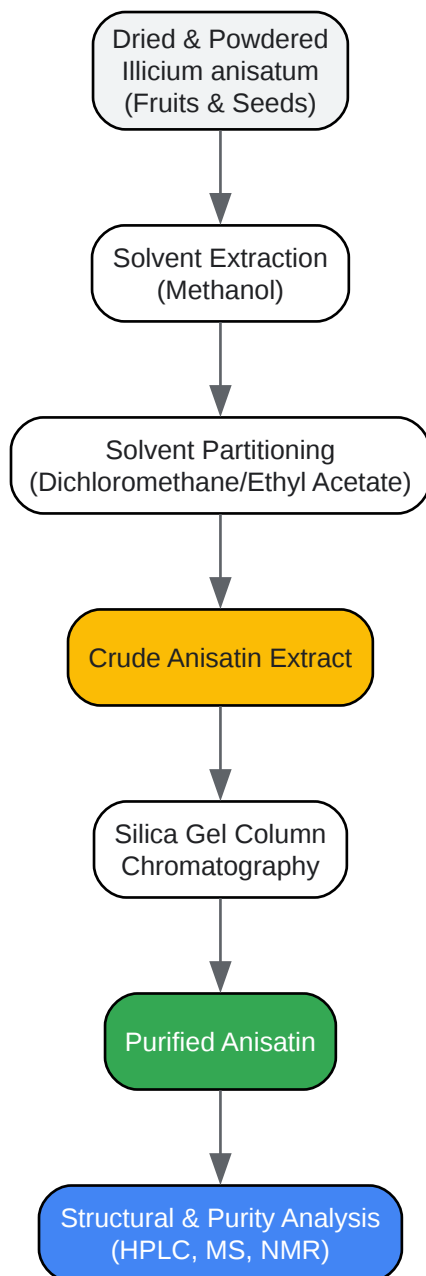 Dried & Powdered
Illicium anisatum
(Fruits & Seeds)
Solvent Extraction
(Methanol)
Solvent Partitioning
(Dichloromethane/Ethyl Acetate)
Crude Anisatin Extract
Silica Gel Column
Chromatography
Purified Anisatin
Structural & Purity Analysis
(HPLC, MS, NMR)